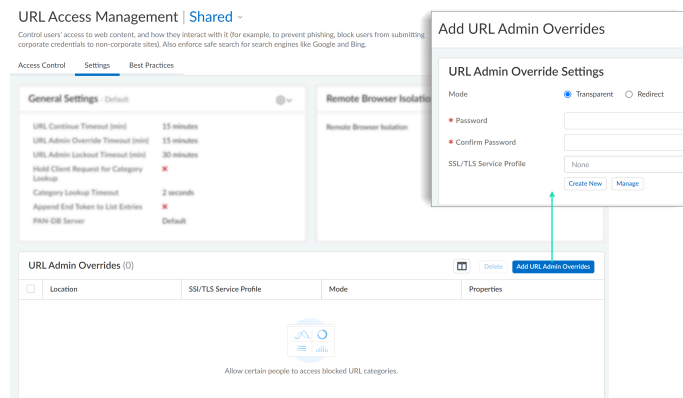 URL Access Management | Shared
Control users' access to web content, and how they interact with it (for example, to prevent phishing, block users from submitting
corporate credentials to non-corporate sites). Also enforce safe search for search engines like Google and Bing.
Access Control Settings Best Practices
General Settings - Default
URL Continue Timeout (min) 15 minutes
URL Admin Override Timeout (min) 15 minutes
URL Admin Lockout Timeout (min) 30 minutes
Hold Client Request for Category
Lookup
Category Lookup Timeout 2 seconds
Append End Token to List Entries
PAN-DB Server Default
Remote Browser Isolation
Remote Browser Isolation
Add URL Admin Overrides
URL Admin Override Settings
Mode Transparent Redirect
* Password
* Confirm Password
SSL/TLS Service Profile None
Create New Manage
URL Admin Overrides (0) Delete Add URL Admin Overrides
Location SSl/TLS Service Profile Mode Properties
Allow certain people to access blocked URL categories.